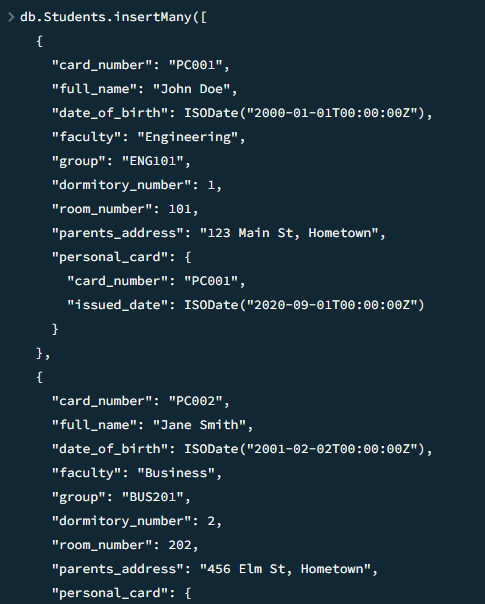 > db.Students.insertMany([
{
"card_number": "PC001",
"full_name": "John Doe",
"date_of_birth": ISODate("2000-01-01T00:00:00Z"),
"faculty": "Engineering",
"group": "ENG101",
"dormitory_number": 1,
"room_number": 101,
"parents_address": "123 Main St, Hometown",
"personal_card": {
"card_number": "PC001",
"issued_date": ISODate("2020-09-01T00:00:00Z")
}
},
{
"card_number": "PC002",
"full_name": "Jane Smith",
"date_of_birth": ISODate("2001-02-02T00:00:00Z"),
"faculty": "Business",
"group": "BUS201",
"dormitory_number": 2,
"room_number": 202,
"parents_address": "456 Elm St, Hometown",
"personal_card": {